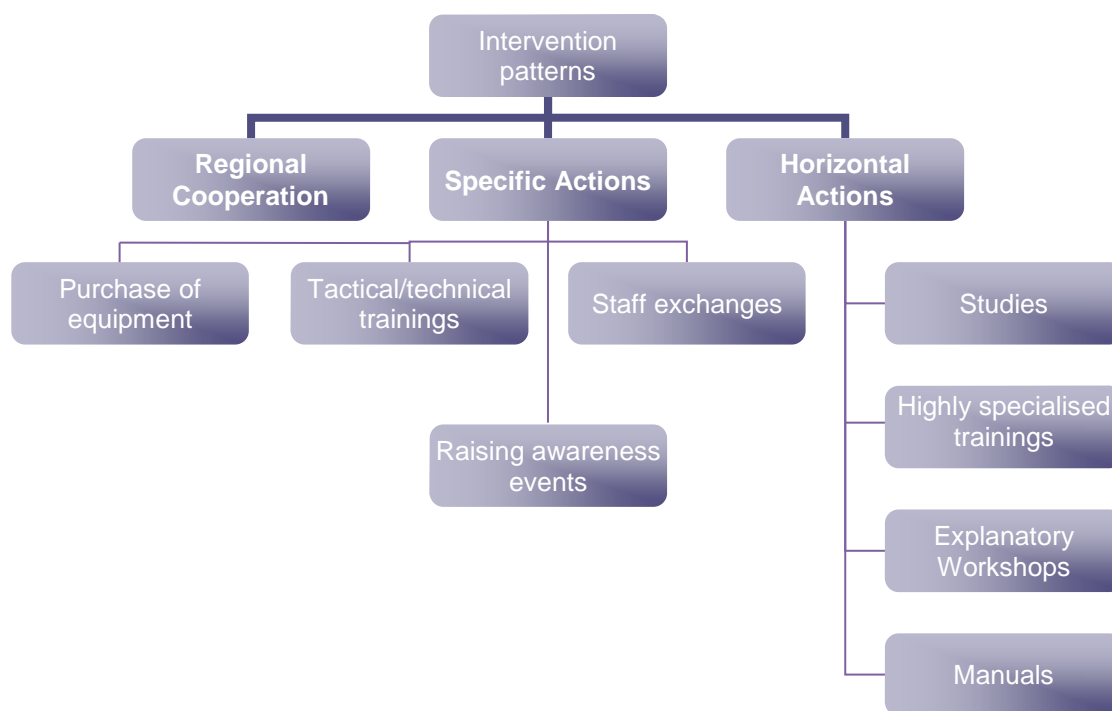 Intervention
patterns
Regional
Cooperation
Specific Actions
Horizontal
Actions
Purchase of
equipment
Tactical/technical
trainings
Staff exchanges
Raising awareness
events
Studies
Highly specialised
trainings
Explanatory
Workshops
Manuals